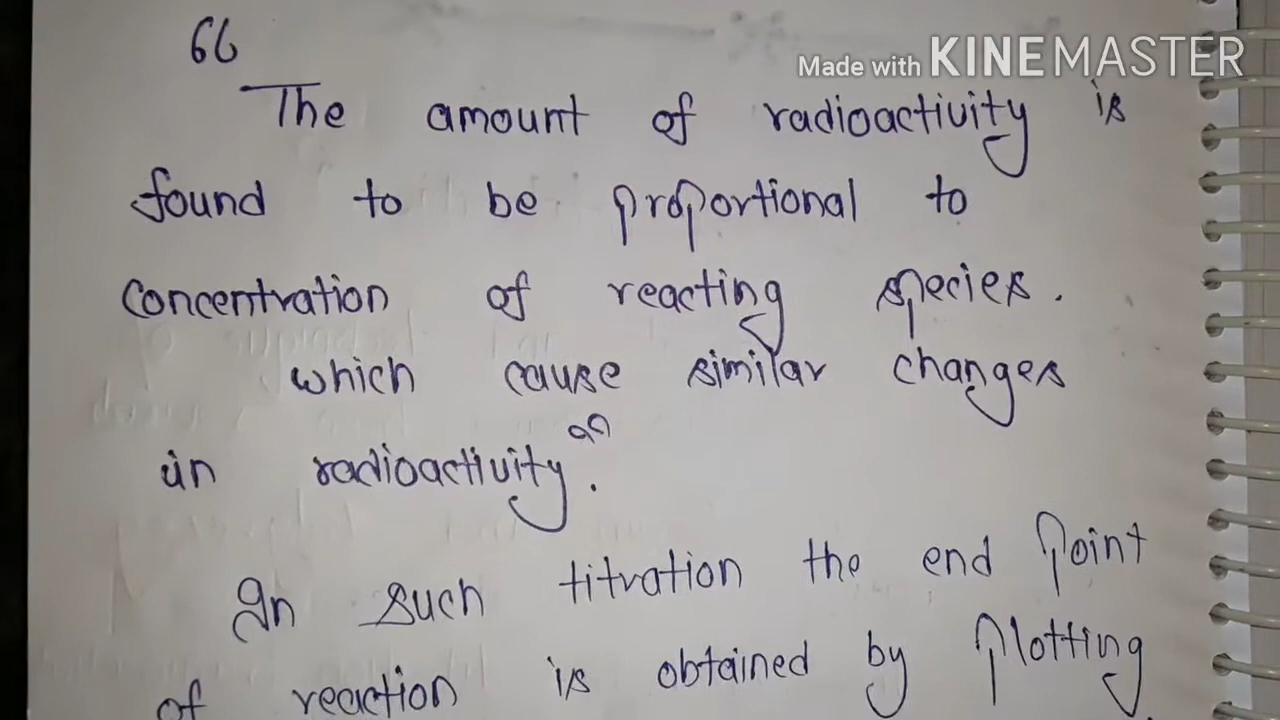 66
Made with KINEMASTER
The amount of radioactivity is
found to be proportional to
concentration of reacting species.
which cause similar changes
in radioactivity.
In such titration the end point
of reaction is obtained by plotting